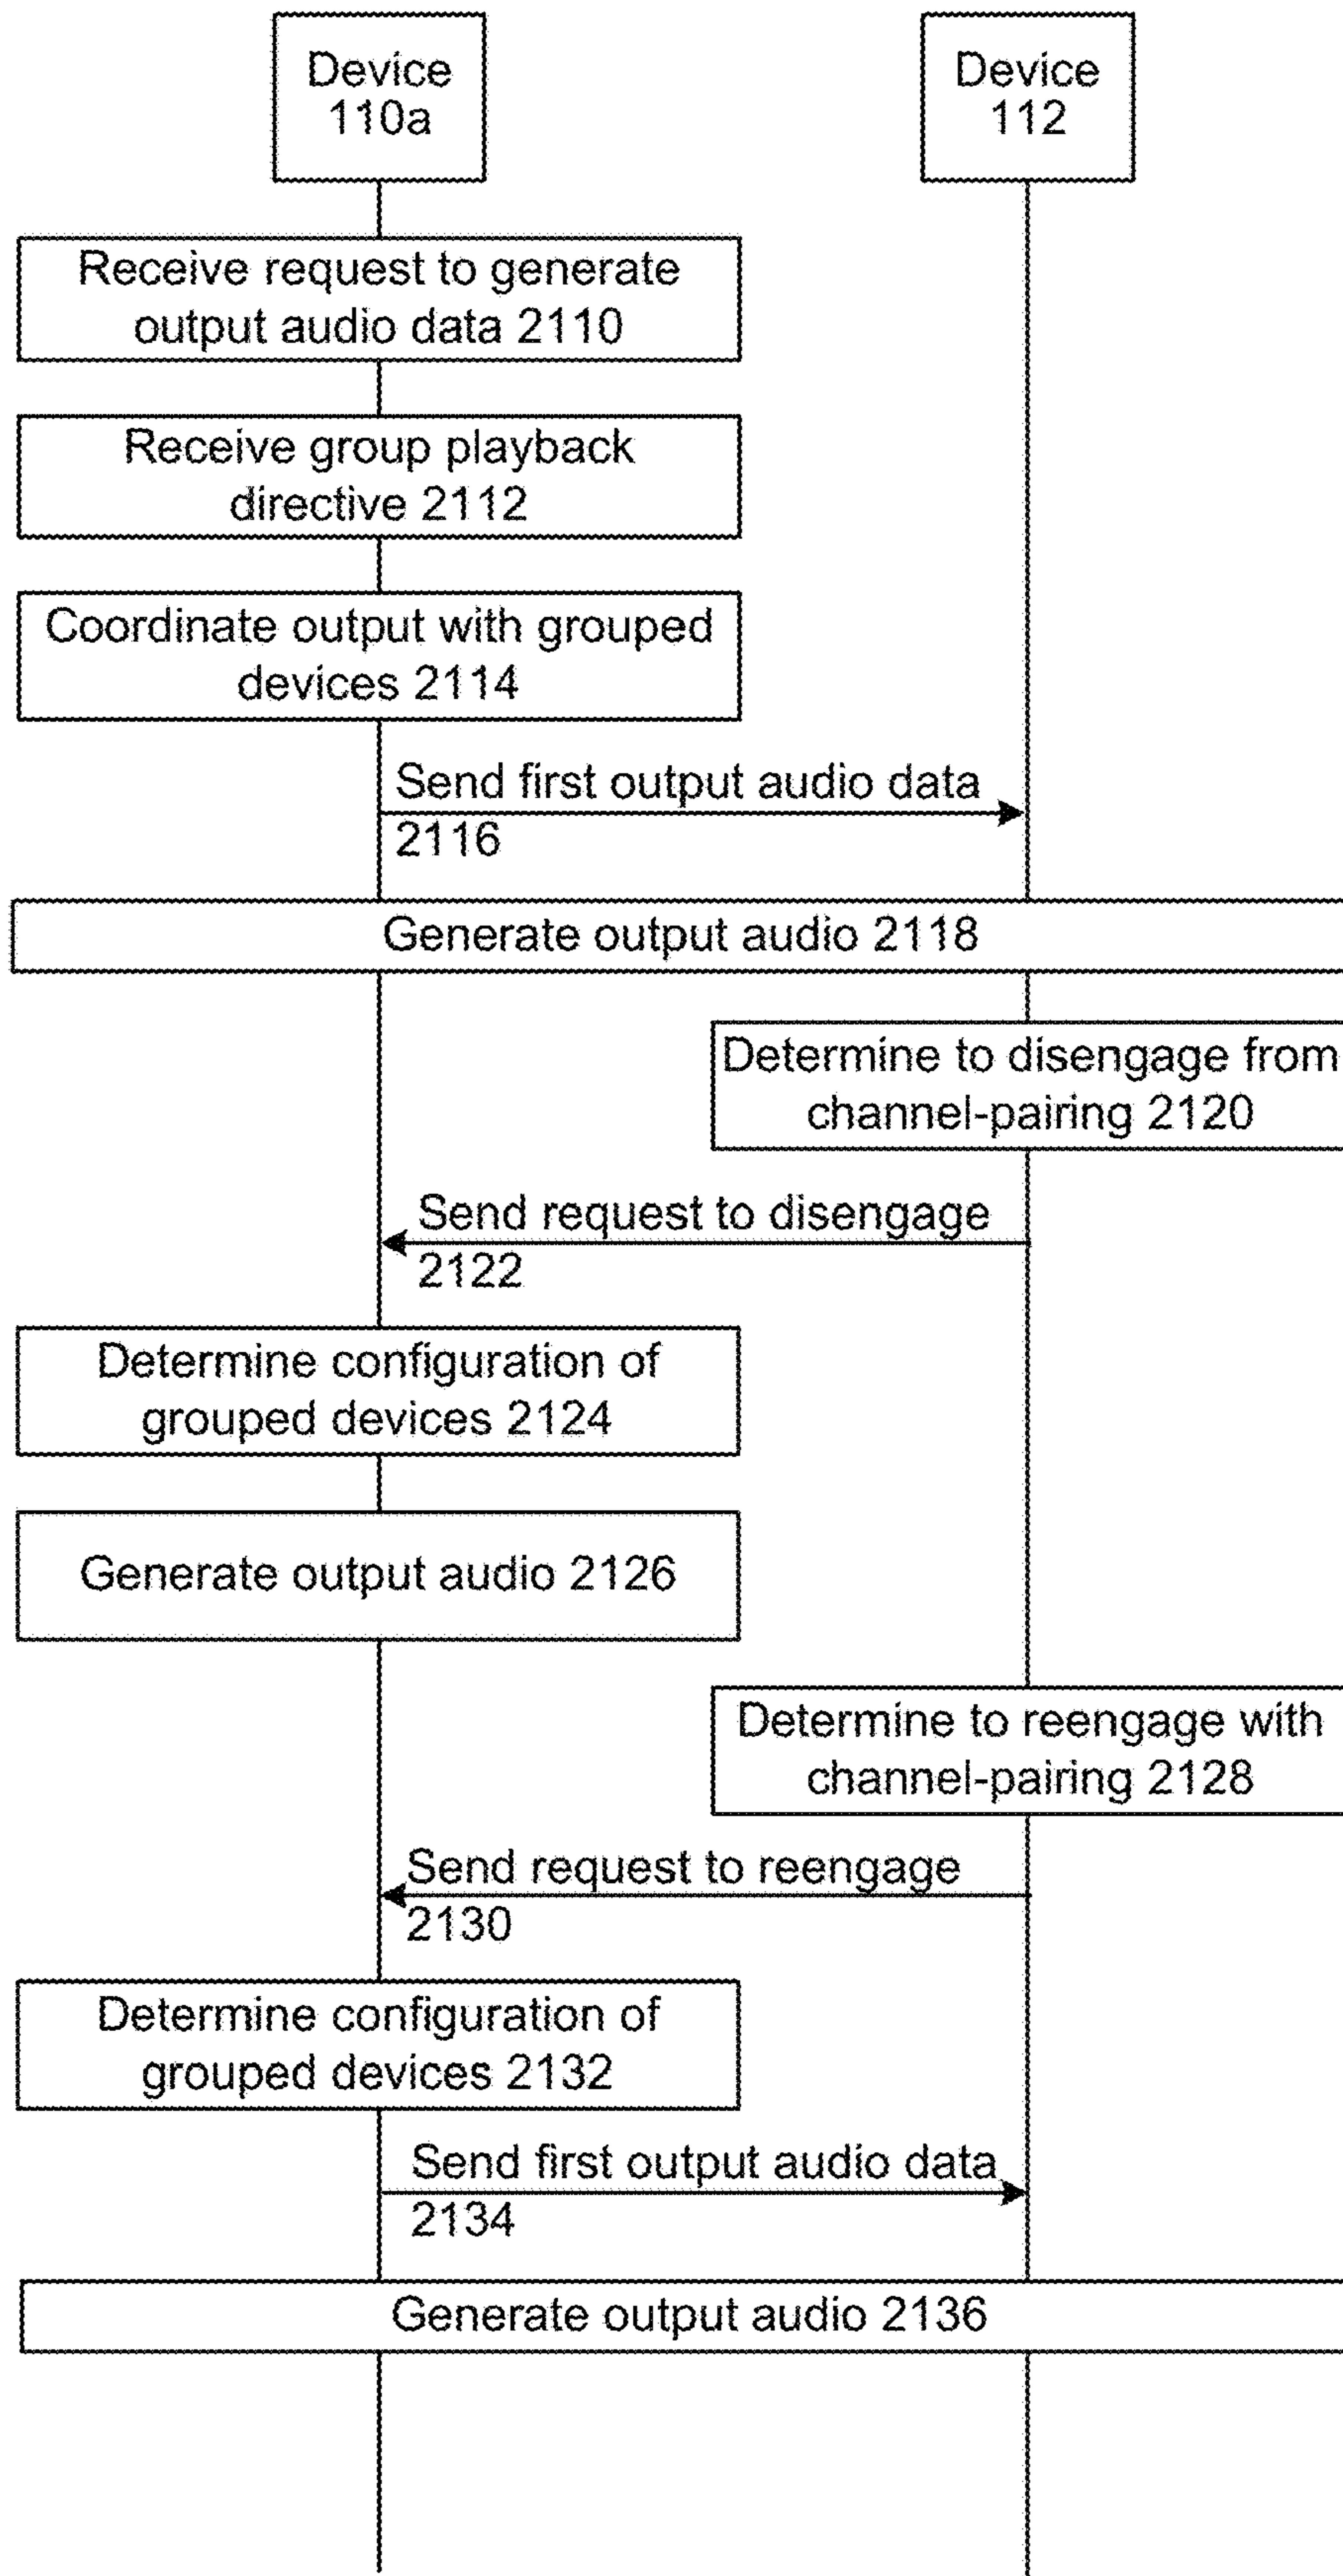 Device
110a
Device
112
Receive request to generate
output audio data 2110
Receive group playback
directive 2112
Coordinate output with grouped
devices 2114
Send first output audio data
2116
Generate output audio 2118
Determine to disengage from
channel-pairing 2120
Send request to disengage
2122
Determine configuration of
grouped devices 2124
Generate output audio 2126
Determine to reengage with
channel-pairing 2128
Send request to reengage
2130
Determine configuration of
grouped devices 2132
Send first output audio data
2134
Generate output audio 2136